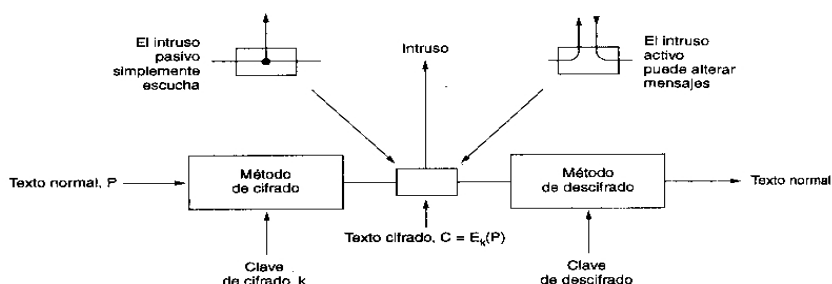 El intruso
pasivo
simplemente
escucha
Intruso
El intruso
activo
puede alterar
mensajes
Texto normal, P
Método
de cifrado
Método
de descifrado
Texto normal
Texto cifrado, C = Ek(P)
Clave
de cifrado, k
Clave
de descifrado